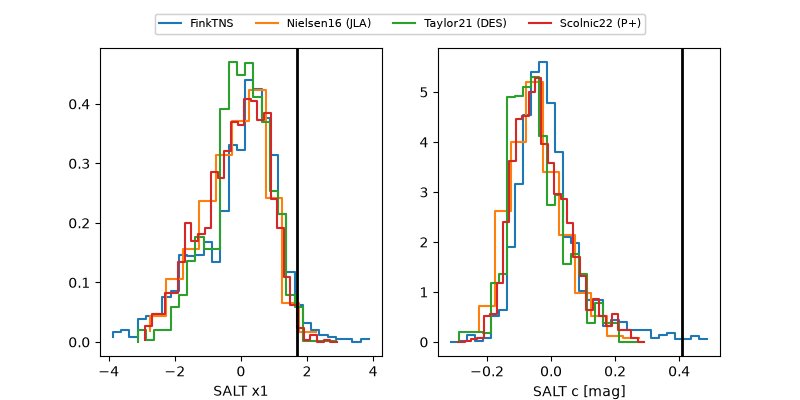 FinkTNS Nielsen16 (JLA) Taylor21 (DES) Scolnic22 (P+)
0.4
0.3
0.2
0.1
0.0
−4 −2 0 2 4
SALT x1
5
4
3
2
1
0
−0.2 0.0 0.2 0.4
SALT c [mag]